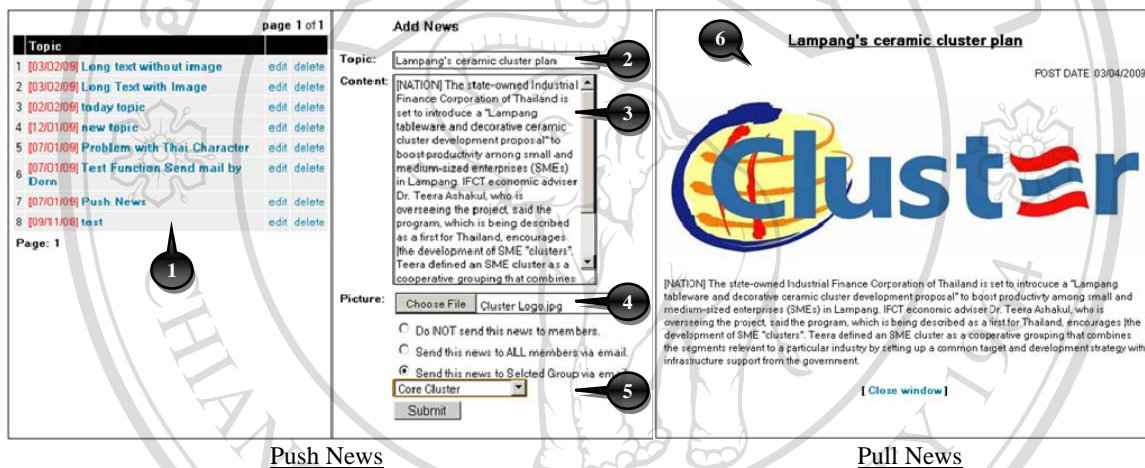 page 1 of 1
Topic
1 [03/02/09] Long text without image edit delete
2 [03/02/09] Long Text with Image edit delete
3 [02/02/09] today topic edit delete
4 [12/01/09] new topic edit delete
5 [07/01/09] Problem with Thai Character edit delete
6 [07/01/09] Test Function Send mail by Dorn edit delete
7 [07/01/09] Push News edit delete
8 [09/11/08] test edit delete
Page: 1
1
Add News
Topic: Lampang's ceramic cluster plan
2
Content: [NATION] The state-owned Industrial
Finance Corporation of Thailand is
set to introduce a "Lampang
tableware and decorative ceramic
cluster development proposal" to
boost productivity among small and
medium-sized enterprises (SMEs)
in Lampang. IFCT economic adviser
Dr. Teera Ashakul, who is
overseeing the project, said the
program, which is being described
as a first for Thailand, encourages
|the development of SME "clusters".
Teera defined an SME cluster as a
cooperative grouping that combines
3
Picture: Choose File Cluster Logo.jpg
4
Do NOT send this news to members.
Send this news to ALL members via email.
Send this news to Selcted Group via email
Core Cluster
5
Submit
6
Lampang's ceramic cluster plan
POST DATE 03/04/2009
Cluster
[NATION] The state-owned Industrial Finance Corporation of Thailand is set to introcuce a "Lampang
tableware and decorative ceramic cluster development proposal" to boost productivty among small and
medium-sized enterprises (SMEs) in Lampang. IFCT economic adviser Dr. Teera Ashakul, who is
overseeing the project, said the program, which is being described as a first for Thailand, encourages |the
development of SME "clusters". Teera defined an SME cluster as a cooperative grouping that combines
the segments relevant to a particular industry by setting up a common target and development strategy with
infrastructure support from the government.
[ Close window ]
Push News
Pull News
CHIAN
Y 1964